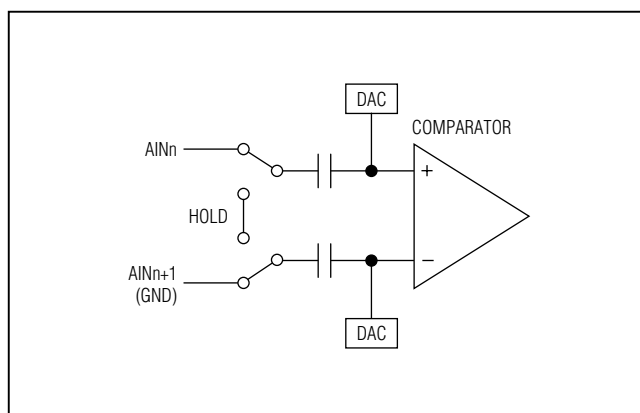 DAC
COMPARATOR
AINn
+
HOLD
−
AINn+1
(GND)
DAC